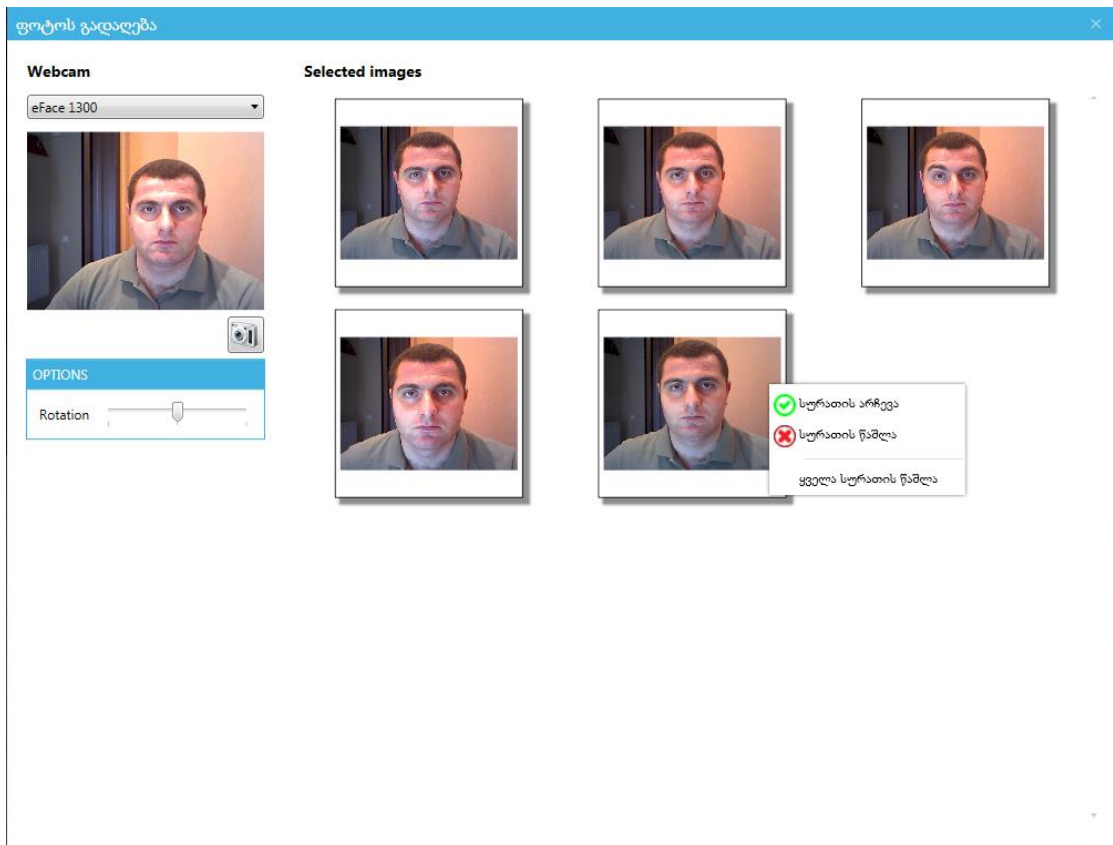 ფოტოს გადაღება
Webcam
Selected images
eFace 1300
OPTIONS
Rotation
სურათის არჩევა
სურათის წაშლა
ყველა სურათის წაშლა